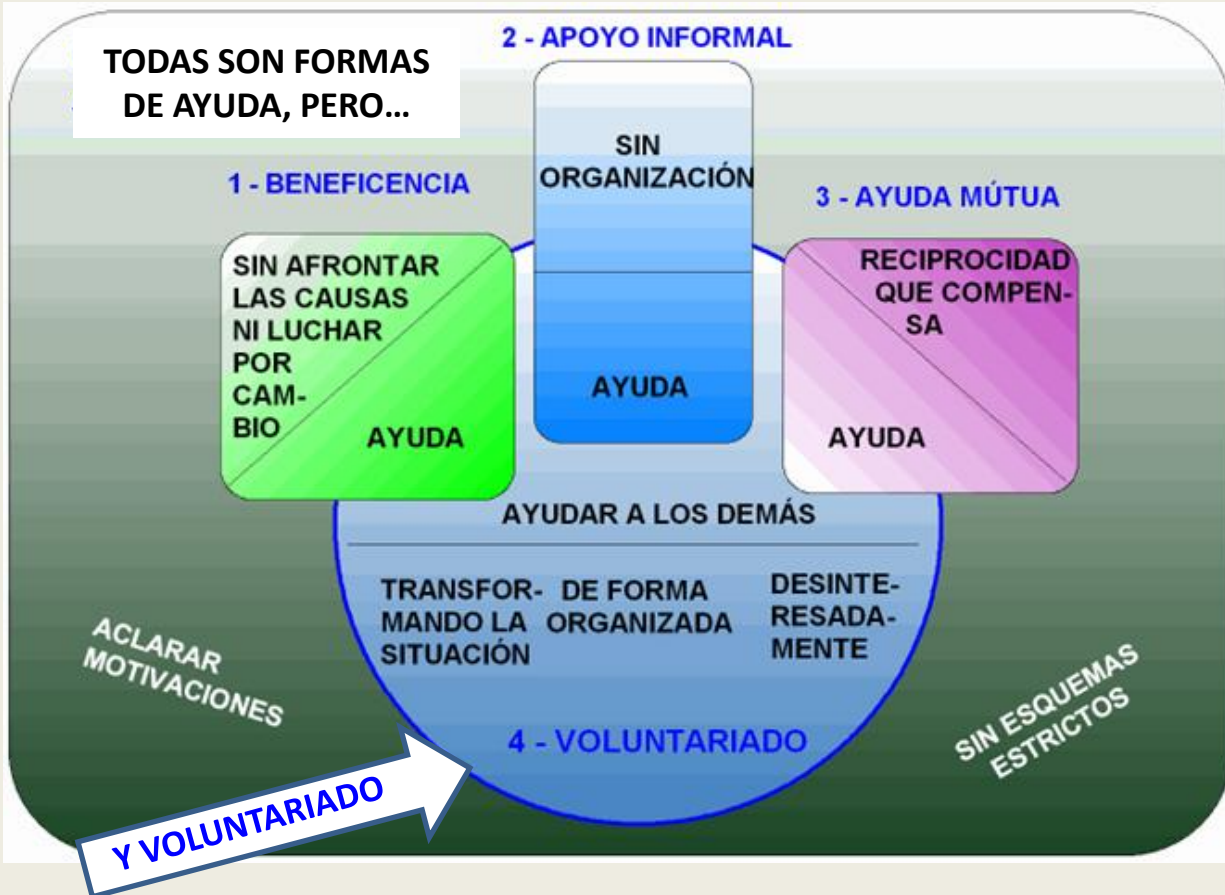 TODAS SON FORMAS
DE AYUDA, PERO...
2 - APOYO INFORMAL
SIN
ORGANIZACIÓN
AYUDA
1 - BENEFICENCIA
SIN AFRONTAR
LAS CAUSAS
NI LUCHAR
POR
CAM-
BIO
AYUDA
3 - AYUDA MÚTUA
RECIPROCIDAD
QUE COMPEN-
SA
AYUDA
AYUDAR A LOS DEMÁS
TRANSFOR-
MANDO LA
SITUACIÓN
DE FORMA
ORGANIZADA
DESINTE-
RESADA-
MENTE
4 - VOLUNTARIADO
ACLARAR
MOTIVACIONES
SIN ESQUEMAS
ESTRICTOS
Y VOLUNTARIADO